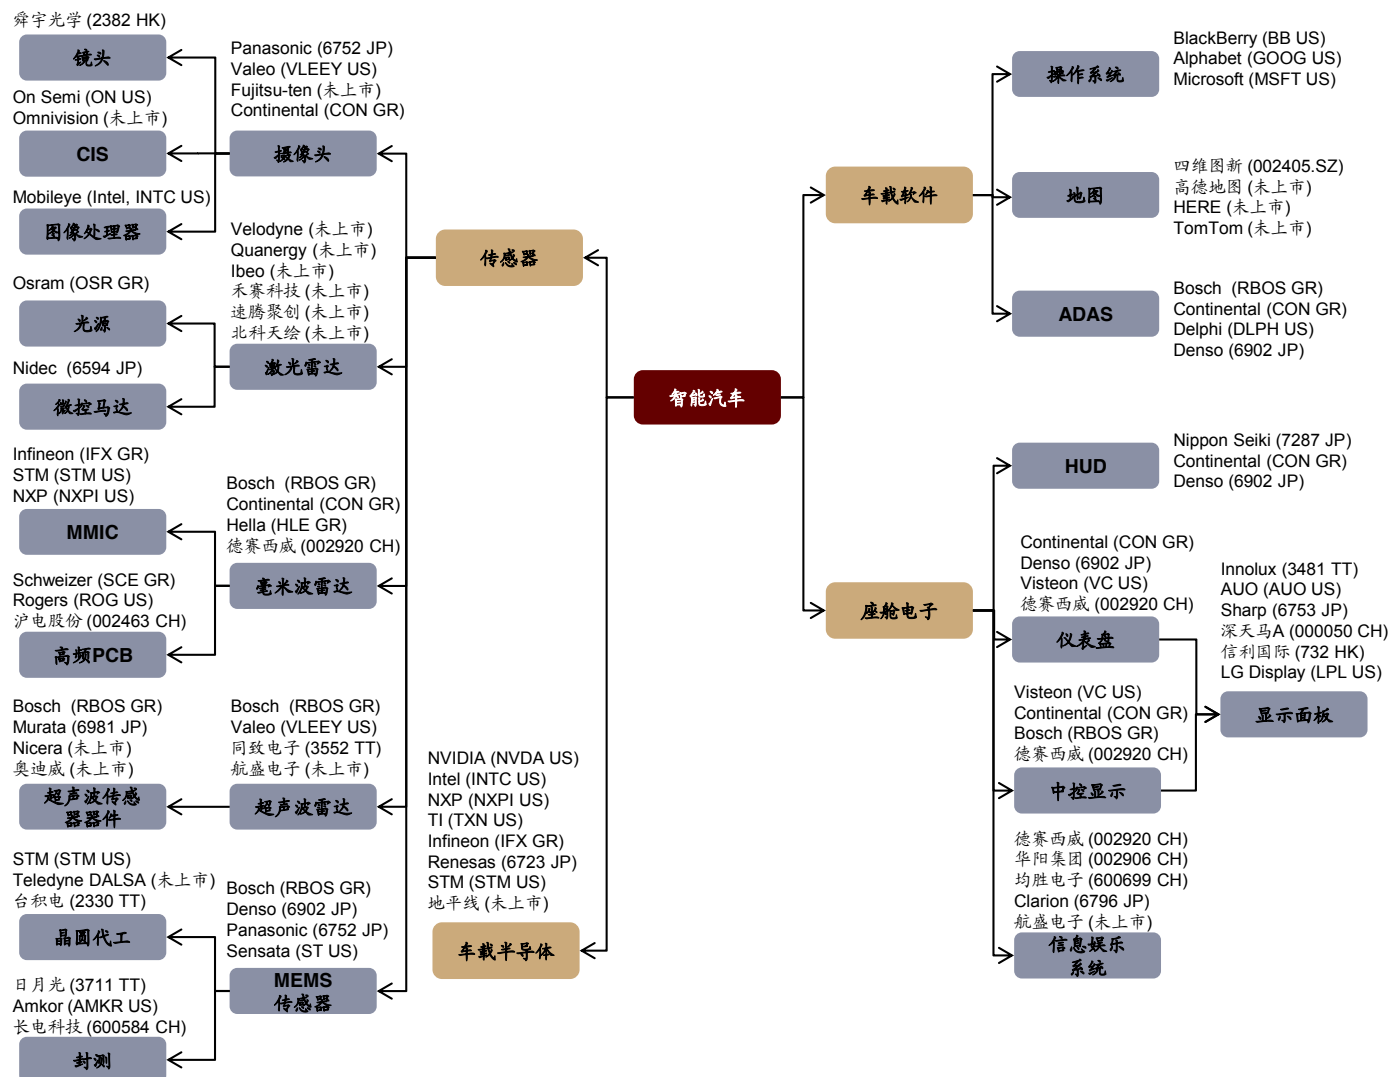 舜宇光学 (2382 HK)
镜头
On Semi (ON US)
Omnivision (未上市)
CIS
Mobileye (Intel, INTC US)
图像处理器
Panasonic (6752 JP)
Valeo (VLEEY US)
Fujitsu-ten (未上市)
Continental (CON GR)
摄像头
Osram (OSR GR)
光源
Nidec  (6594 JP)
微控马达
Velodyne (未上市)
Quanergy (未上市)
Ibeo (未上市)
禾赛科技 (未上市)
速腾聚创 (未上市)
北科天绘 (未上市)
激光雷达
Infineon (IFX GR)
STM (STM US)
NXP (NXPI US)
MMIC
Schweizer (SCE GR)
Rogers (ROG US)
沪电股份 (002463 CH)
高频PCB
Bosch  (RBOS GR)
Continental (CON GR)
Hella (HLE GR)
德赛西威 (002920 CH)
毫米波雷达
Bosch  (RBOS GR)
Murata (6981 JP)
Nicera (未上市)
奥迪威 (未上市)
超声波传感
器器件
Bosch  (RBOS GR)
Valeo (VLEEY US)
同致电子 (3552 TT)
航盛电子 (未上市)
超声波雷达
STM (STM US)
Teledyne DALSA (未上市)
台积电 (2330 TT)
晶圆代工
日月光 (3711 TT)
Amkor (AMKR US)
长电科技 (600584 CH)
封测
Bosch (RBOS GR)
Denso (6902 JP)
Panasonic (6752 JP)
Sensata (ST US)
MEMS
传感器
传感器
NVIDIA (NVDA US)
Intel (INTC US)
NXP (NXPI US)
TI (TXN US)
Infineon (IFX GR)
Renesas (6723 JP)
STM (STM US)
地平线 (未上市)
车载半导体
智能汽车
车载软件
操作系统
BlackBerry (BB US)
Alphabet (GOOG US)
Microsoft (MSFT US)
地图
四维图新 (002405.SZ)
高德地图 (未上市)
HERE (未上市)
TomTom (未上市)
ADAS
Bosch  (RBOS GR)
Continental (CON GR)
Delphi (DLPH US)
Denso (6902 JP)
座舱电子
HUD
Nippon Seiki (7287 JP)
Continental (CON GR)
Denso (6902 JP)
Continental (CON GR)
Denso (6902 JP)
Visteon (VC US)
德赛西威 (002920 CH)
仪表盘
Visteon (VC US)
Continental (CON GR)
Bosch (RBOS GR)
德赛西威 (002920 CH)
中控显示
Innolux (3481 TT)
AUO (AUO US)
Sharp (6753 JP)
深天马A (000050 CH)
信利国际 (732 HK)
LG Display (LPL US)
显示面板
德赛西威 (002920 CH)
华阳集团 (002906 CH)
均胜电子 (600699 CH)
Clarion (6796 JP)
航盛电子 (未上市)
信息娱乐
系统